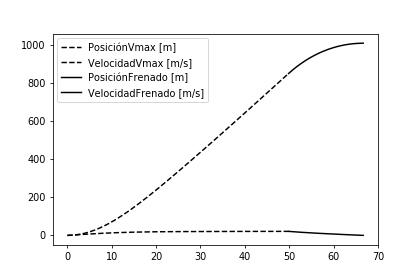 1000
800
600
400
200
0
PosiciónVmax [m]
VelocidadVmax [m/s]
PosiciónFrenado [m]
VelocidadFrenado [m/s]
0 10 20 30 40 50 60 70